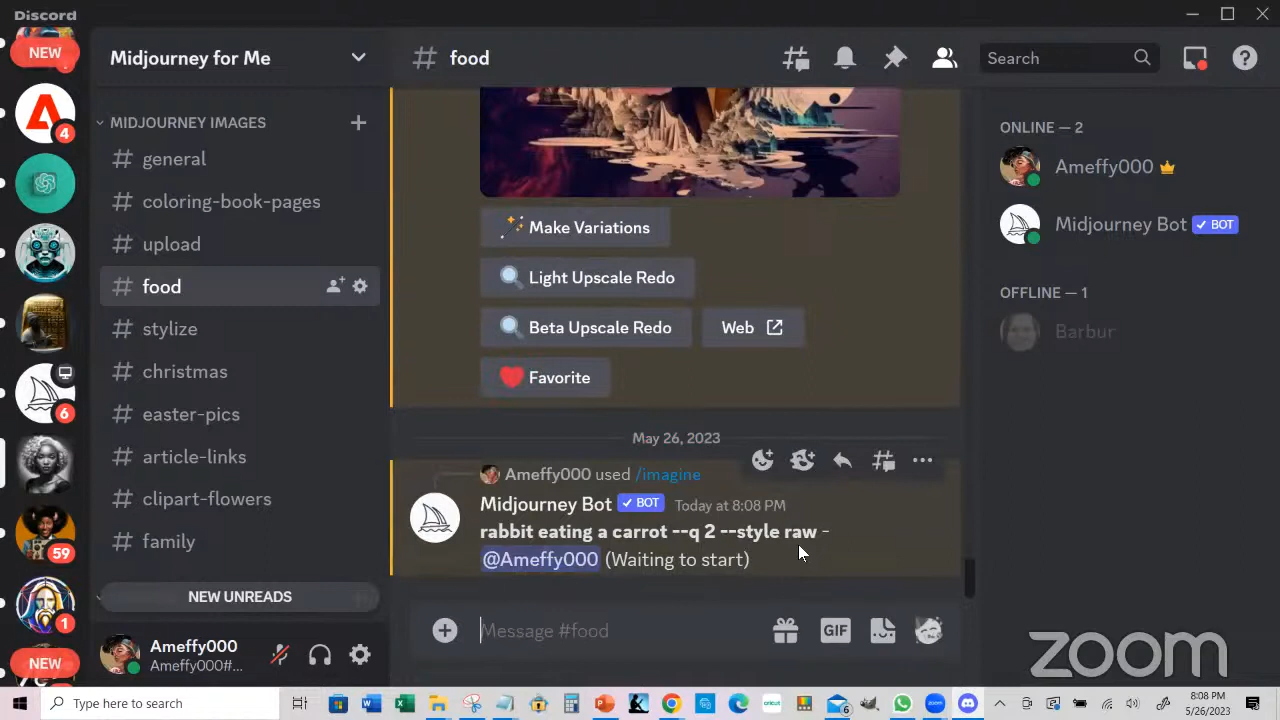 Discord
NEW
4
6
59
1
NEW
Midjourney for Me
MIDJOURNEY IMAGES
general
coloring-book-pages
upload
food
stylize
christmas
easter-pics
article-links
clipart-flowers
family
NEW UNREADS
Ameffy000
Ameffy000#...
# food
Search
Make Variations
Light Upscale Redo
Beta Upscale Redo
Web
Favorite
May 26, 2023
Ameffy000 used /imagine
Midjourney Bot ✓ BOT Today at 8:08 PM
rabbit eating a carrot --q 2 --style raw -
@Ameffy000 (Waiting to start)
Message #food
GIF
ONLINE — 2
Ameffy000
Midjourney Bot ✓ BOT
OFFLINE — 1
Barbur
zoom
Type here to search
cricut
zoom
6
8:08 PM
5/26/2023